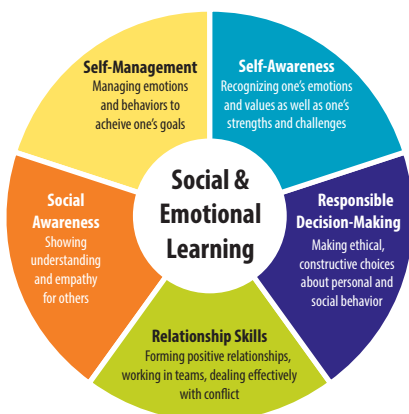 Self-Management
Managing emotions
and behaviors to
acheive one's goals
Self-Awareness
Recognizing one's emotions
and values as well as one's
strengths and challenges
Social
Awareness
Showing
understanding
and empathy
for others
Social &
Emotional
Learning
Responsible
Decision-Making
Making ethical,
constructive choices
about personal and
social behavior
Relationship Skills
Forming positive relationships,
working in teams, dealing effectively
with conflict